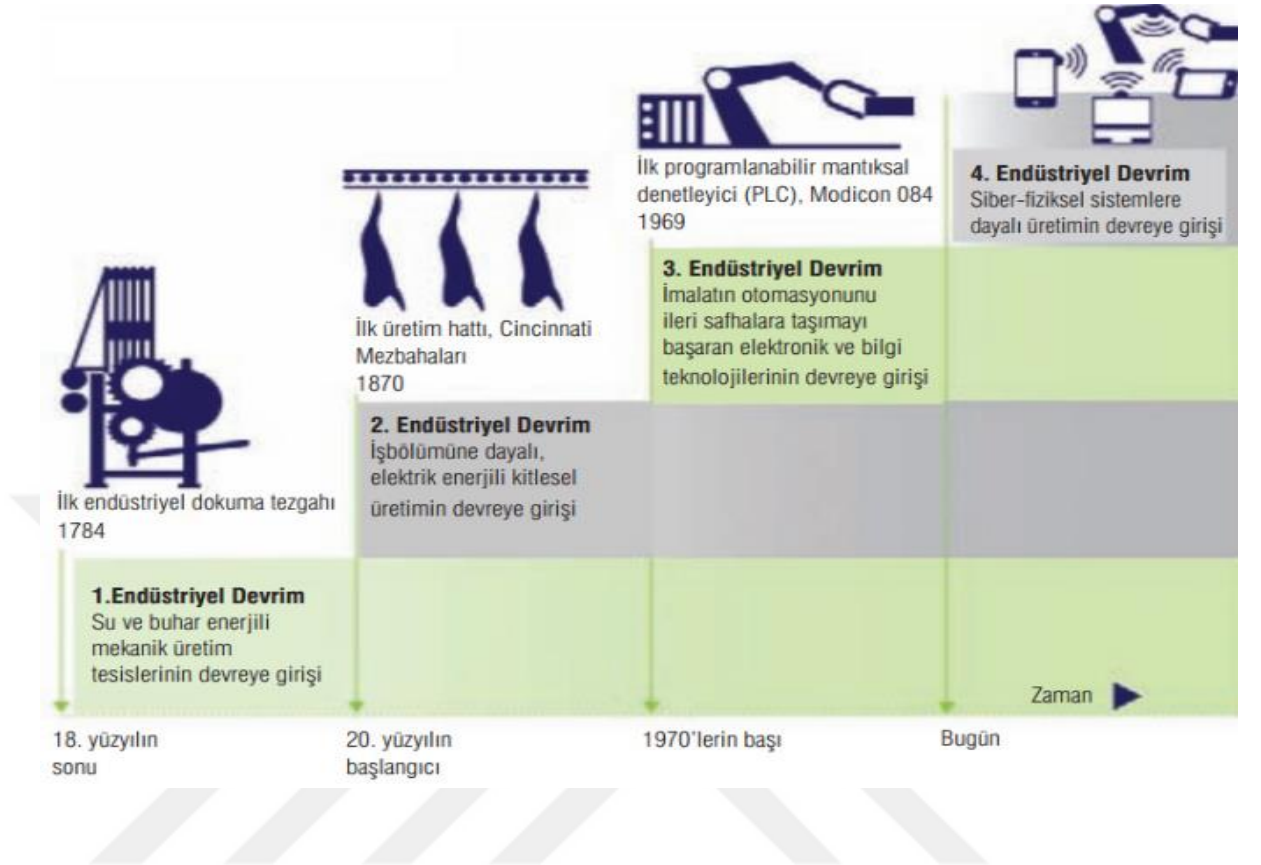 İlk endüstriyel dokuma tezgahı
1784
1.Endüstriyel Devrim
Su ve buhar enerjili
mekanik üretim
tesislerinin devreye girişi
18. yüzyılın
sonu
İlk üretim hattı, Cincinnati
Mezbahaları
1870
2. Endüstriyel Devrim
İşbölümüne dayalı,
elektrik enerjili kitlesel
üretimin devreye girişi
20. yüzyılın
başlangıcı
İlk programlanabilir mantıksal
denetleyici (PLC), Modicon 084
1969
3. Endüstriyel Devrim
İmalatın otomasyonunu
ileri safhalara taşımayı
başaran elektronik ve bilgi
teknolojilerinin devreye girişi
1970'lerin başı
4. Endüstriyel Devrim
Siber-fiziksel sistemlere
dayalı üretimin devreye girişi
Zaman
Bugün